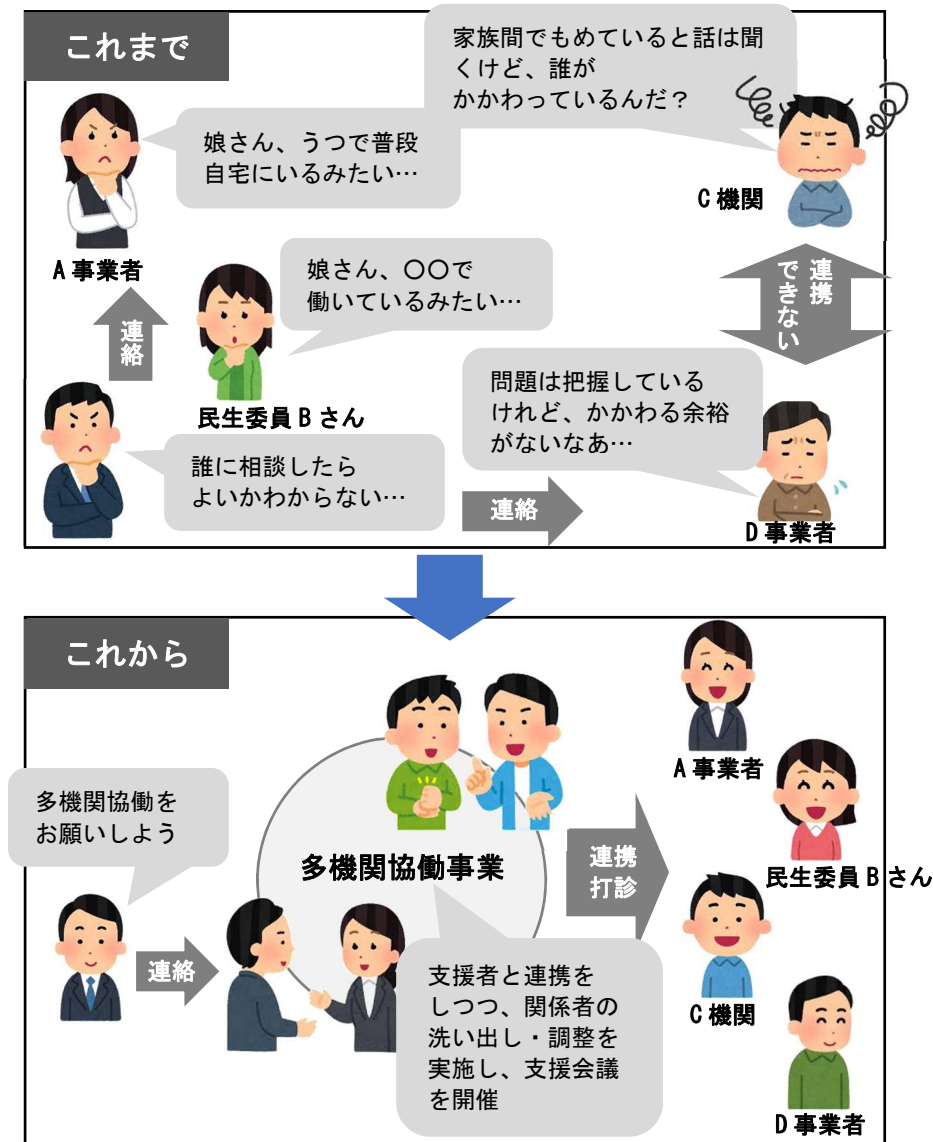 これまで
家族間でもめていると話は聞
くけど、誰が
かかわっているんだ？
娘さん、うつで普段
自宅にいるみたい…
C機関
A事業者
娘さん、〇〇で
働いているみたい…
連携
できない
連絡
民生委員Bさん
問題は把握している
けれど、かかわる余裕
がないなあ…
誰に相談したら
よいかわからない…
連絡
D事業者
これから
A事業者
多機関協働を
お願いしよう
多機関協働事業
連携
打診
民生委員Bさん
連絡
支援者と連携を
しつつ、関係者の
洗い出し・調整を
実施し、支援会議
を開催
C機関
D事業者